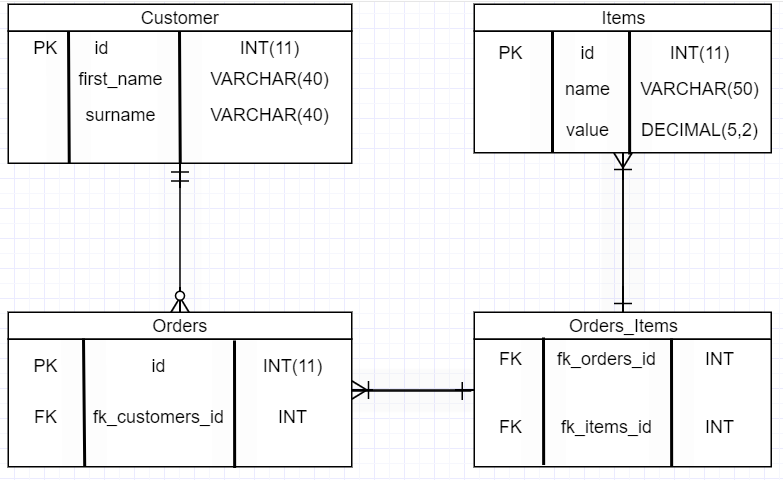 Customer
PK id INT(11)
first_name VARCHAR(40)
surname VARCHAR(40)
Items
PK id INT(11)
name VARCHAR(50)
value DECIMAL(5,2)
Orders
PK id INT(11)
FK fk_customers_id INT
Orders_Items
FK fk_orders_id INT
FK fk_items_id INT